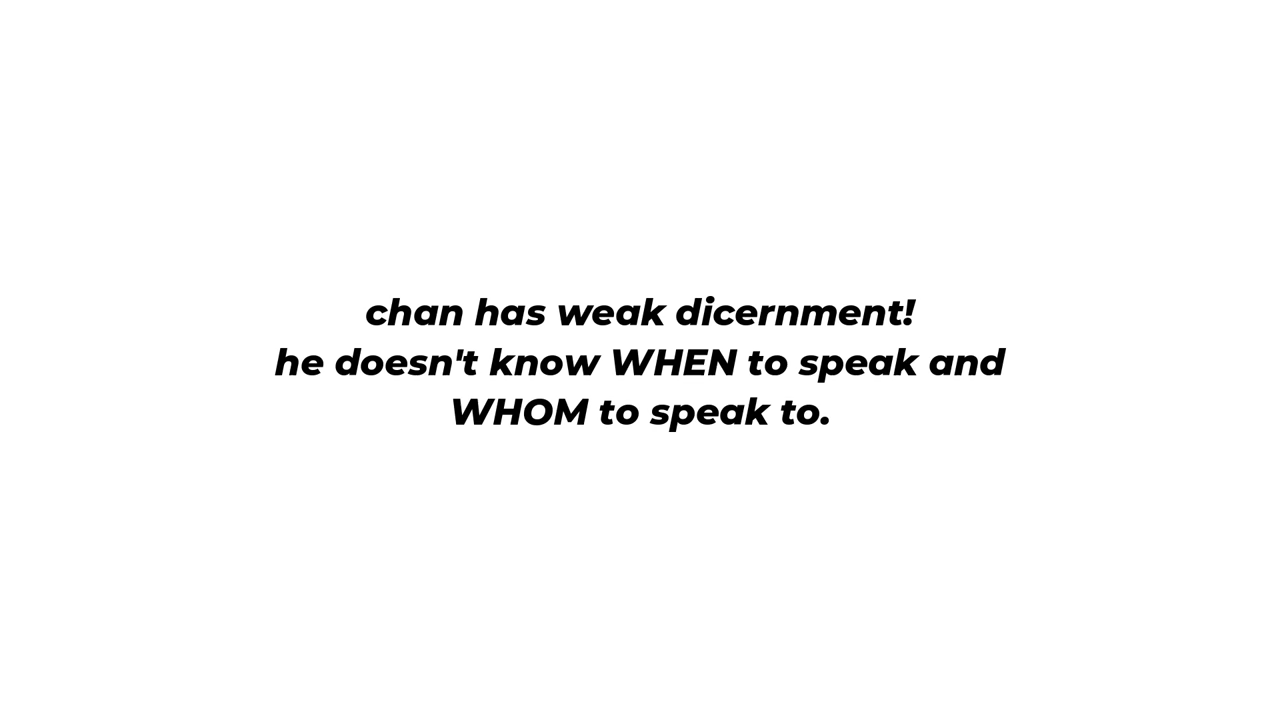 chan has weak dicernment!
he doesn't know WHEN to speak and
WHOM to speak to.